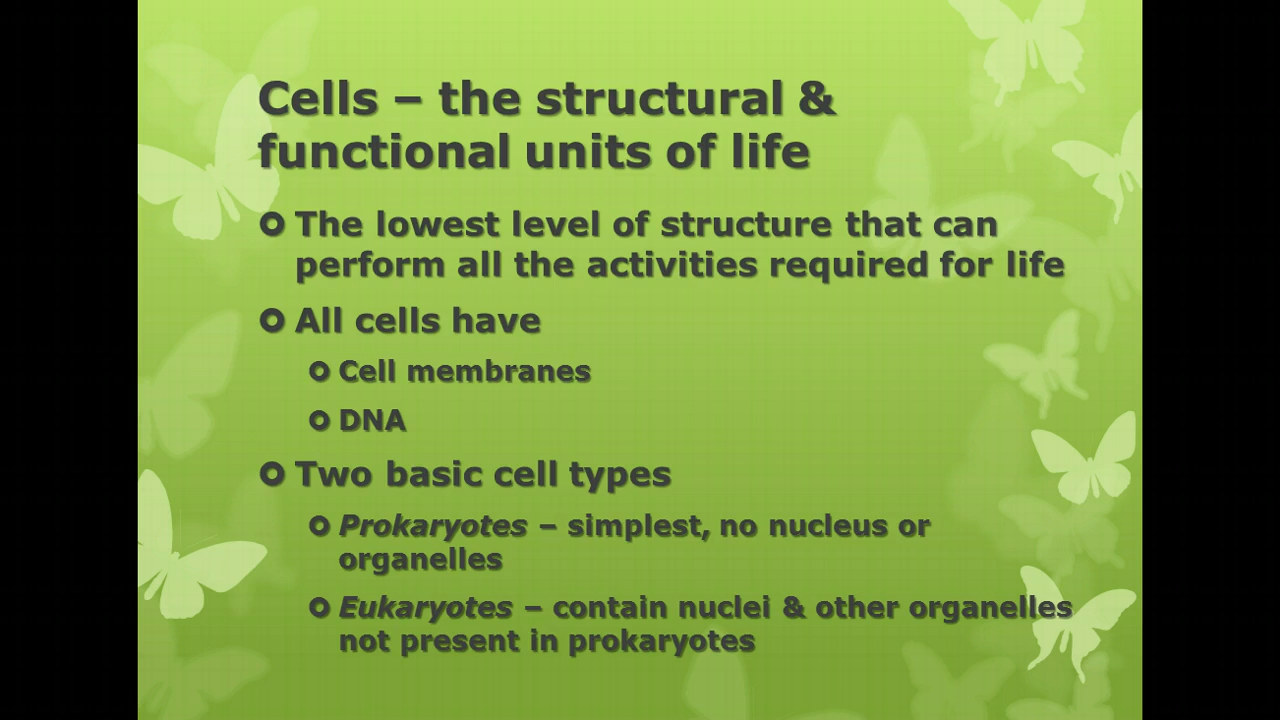 Cells – the structural &
functional units of life
The lowest level of structure that can
perform all the activities required for life
All cells have
Cell membranes
DNA
Two basic cell types
Prokaryotes – simplest, no nucleus or
organelles
Eukaryotes – contain nuclei & other organelles
not present in prokaryotes